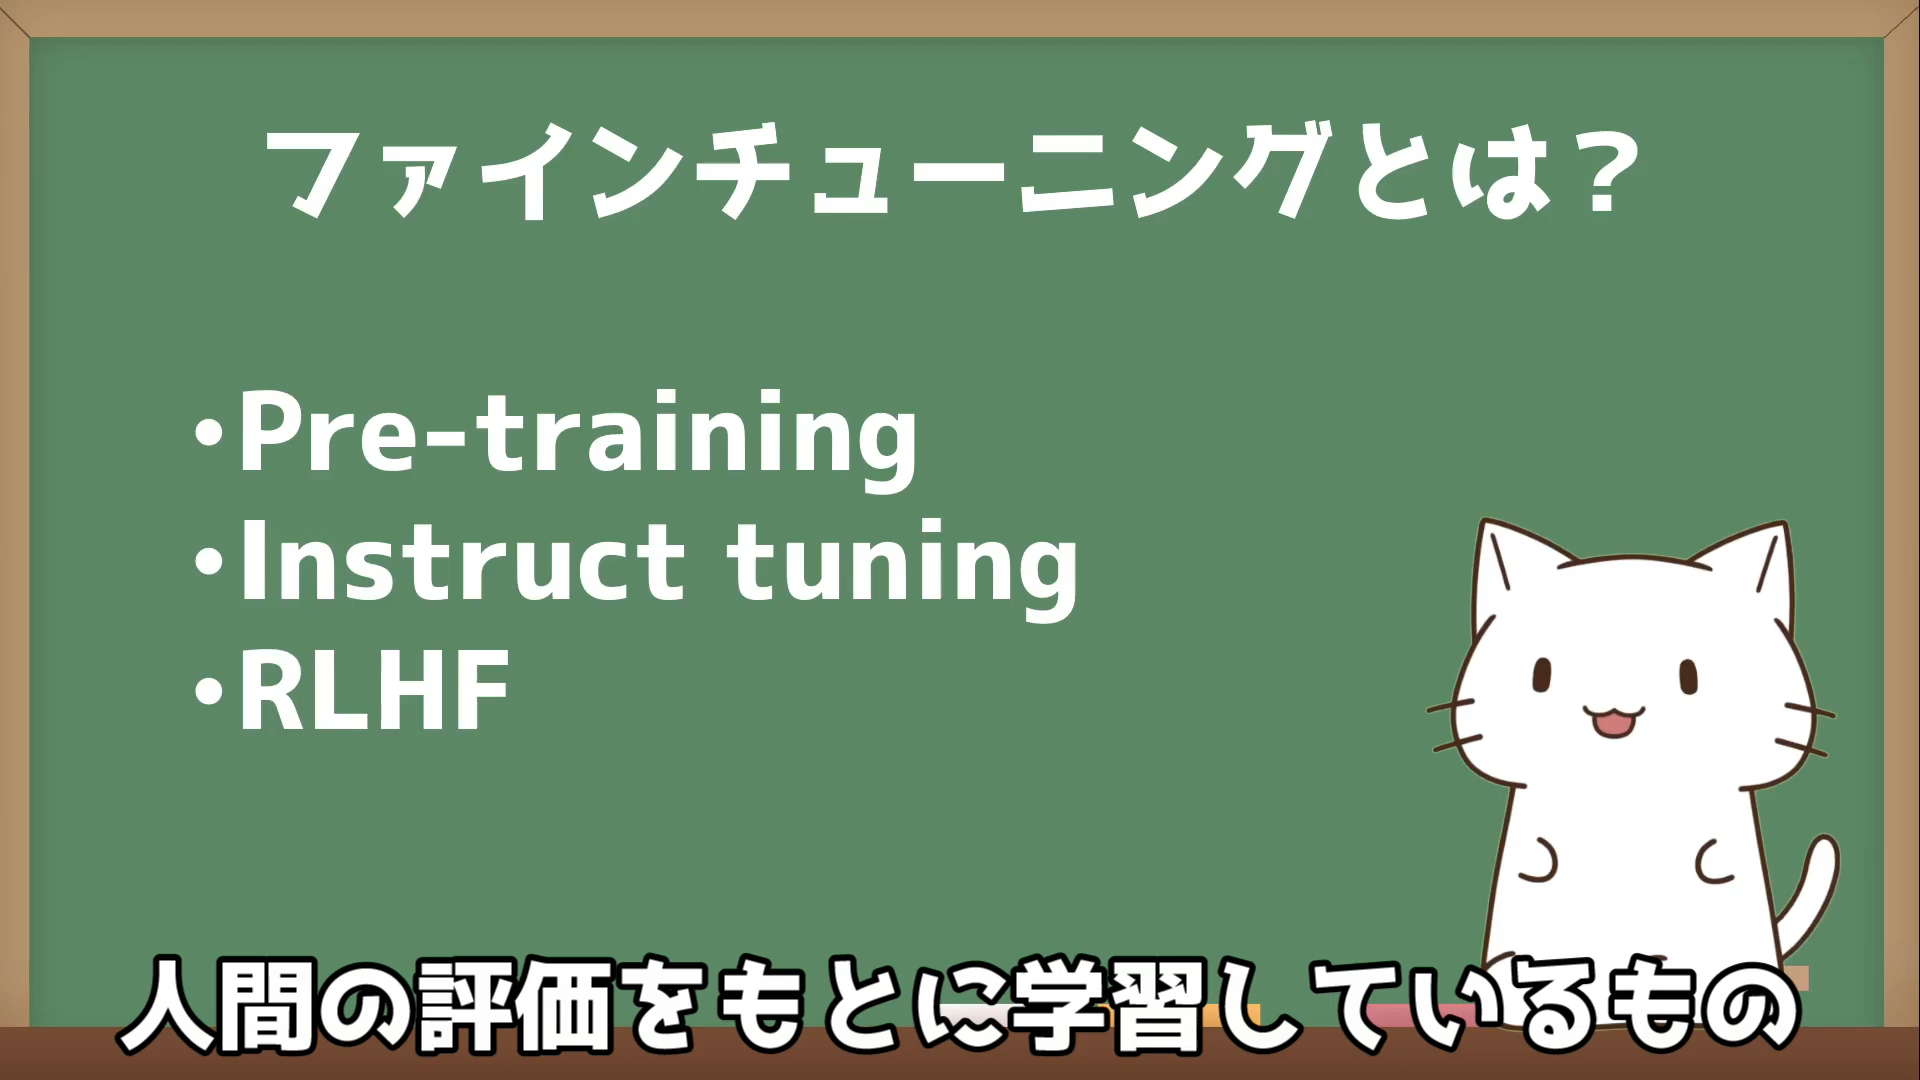 ファインチューニングとは？
・Pre-training
・Instruct tuning
・RLHF
人間の評価をもとに学習しているもの